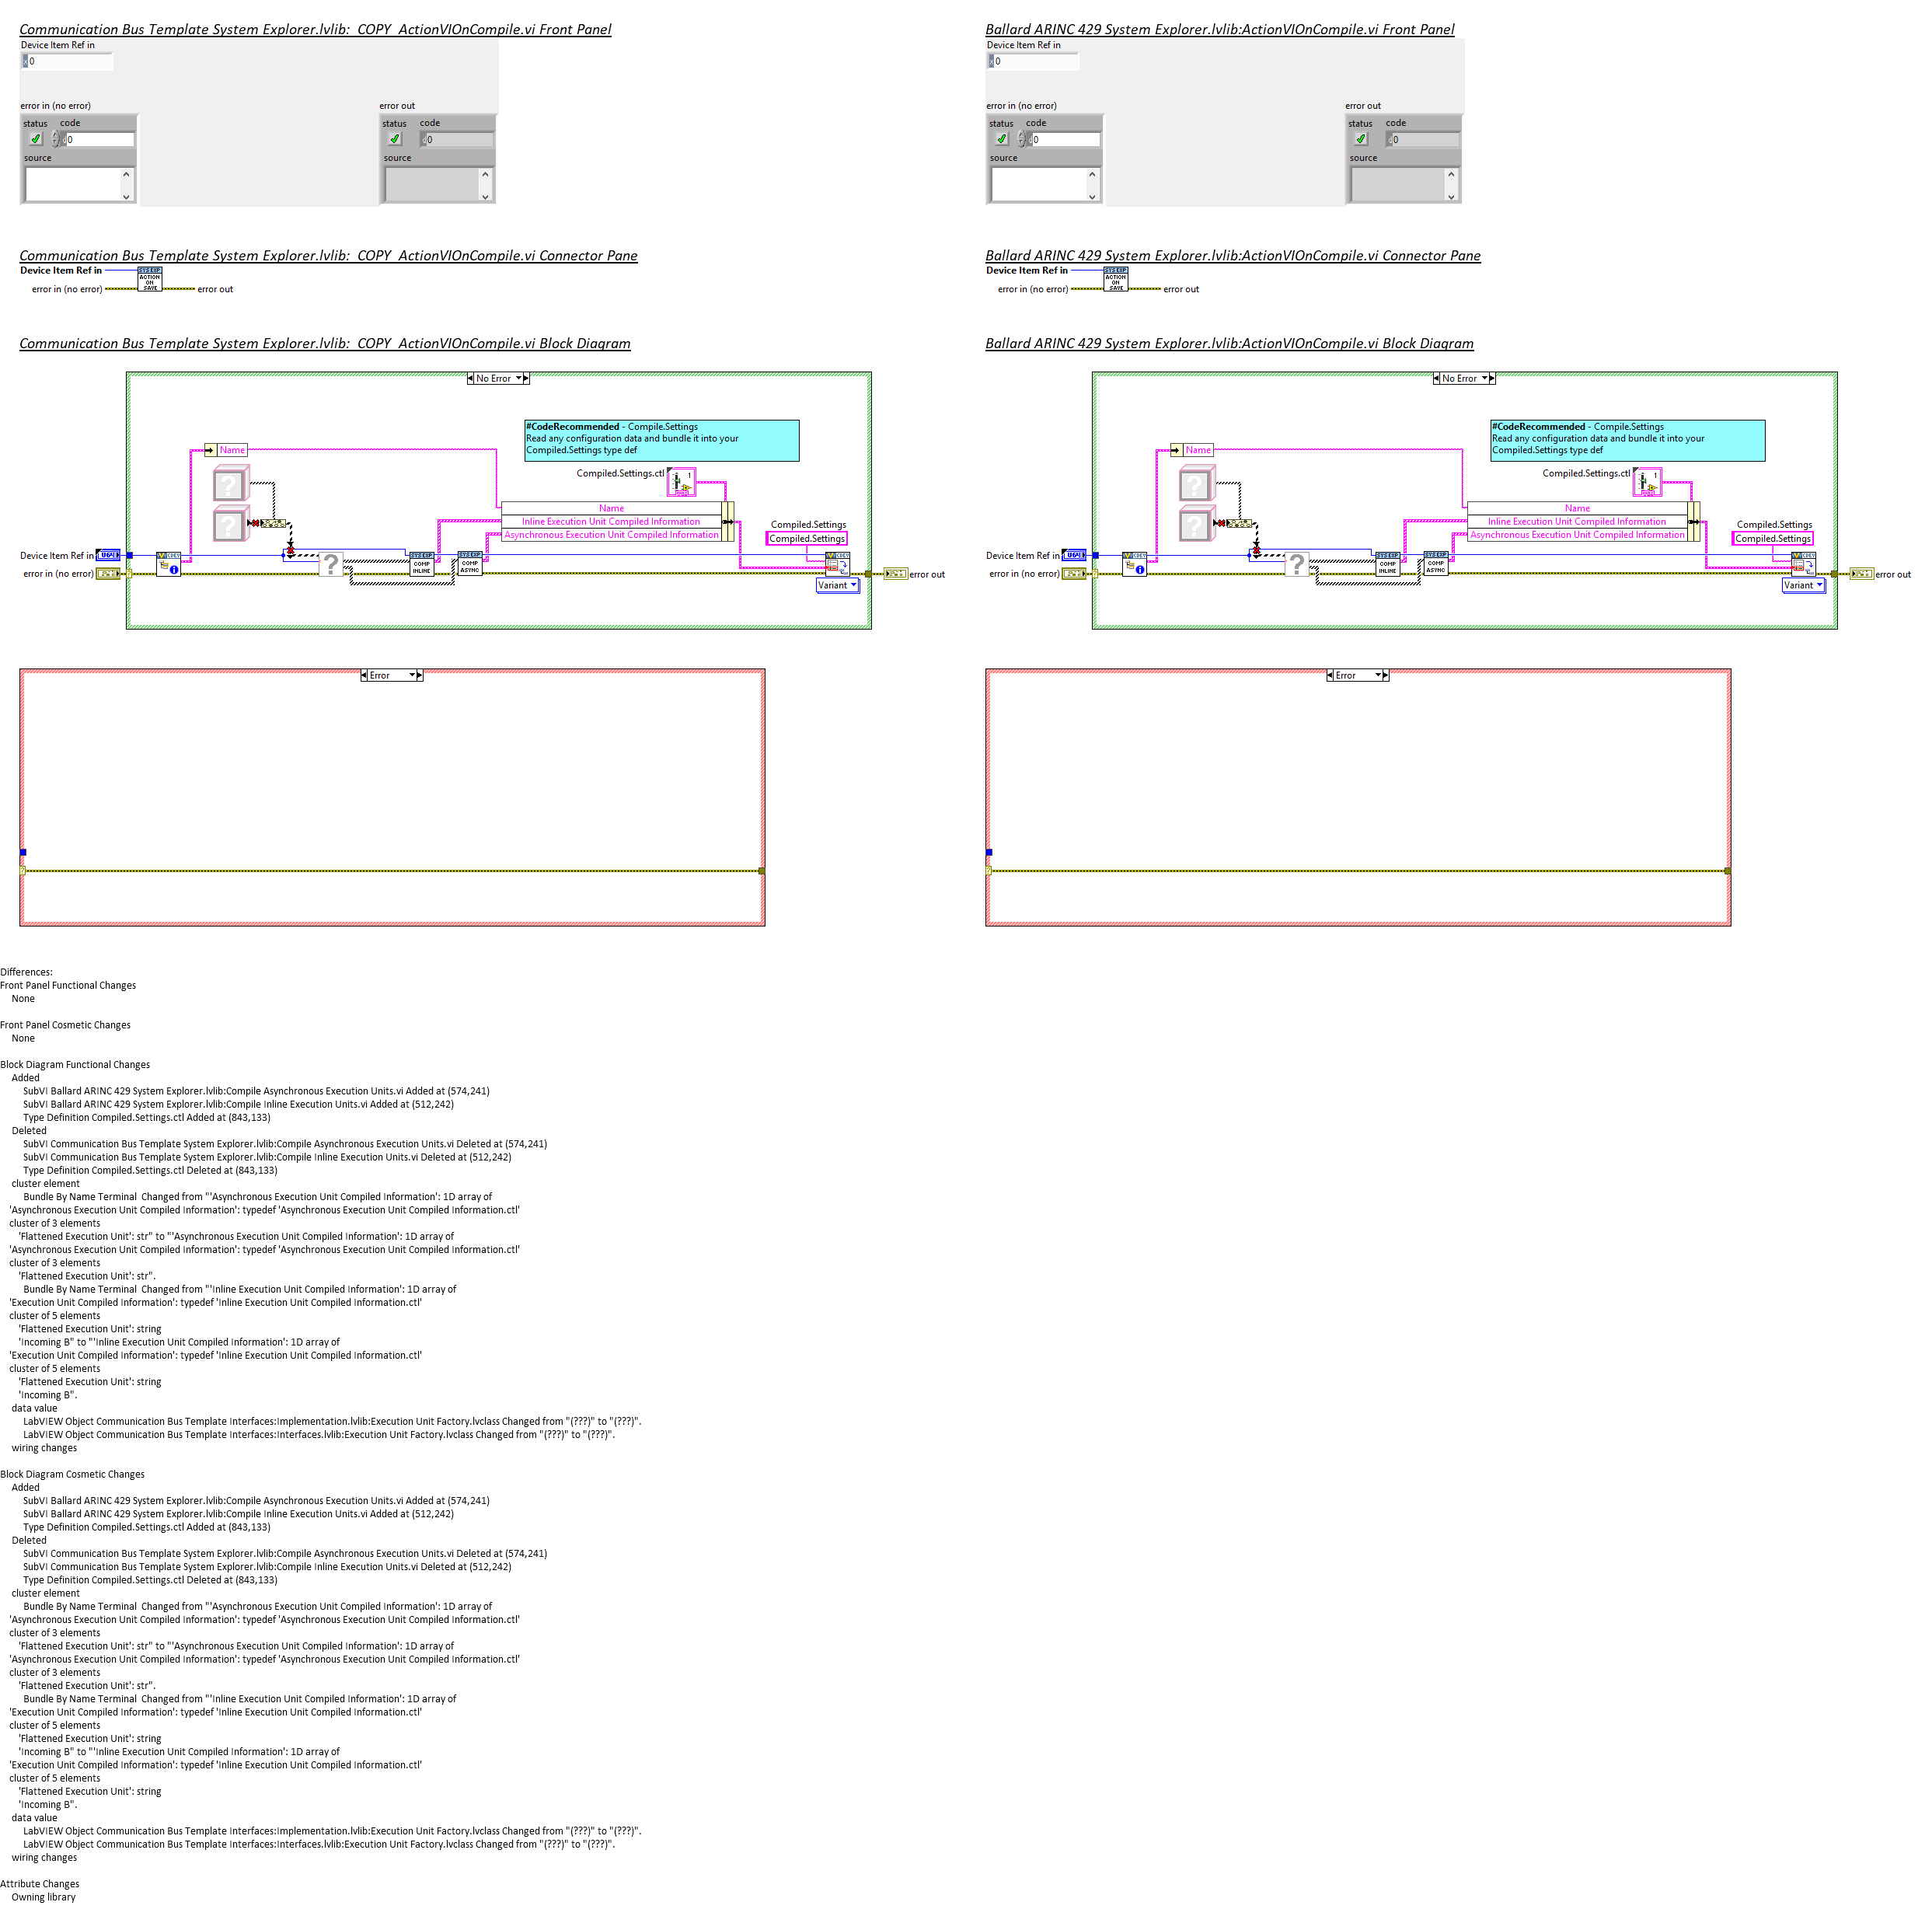 Communication Bus Template System Explorer.lvlib:  COPY  ActionVIOnCompile.vi Front Panel
Device Item Ref in
x 0
error in (no error)
status code
d 0
source
error out
status code
d 0
source
Ballard ARINC 429 System Explorer.lvlib:ActionVIOnCompile.vi Front Panel
Device Item Ref in
x 0
error in (no error)
status code
d 0
source
error out
status code
d 0
source
Communication Bus Template System Explorer.lvlib:  COPY  ActionVIOnCompile.vi Connector Pane
Device Item Ref in
error in (no error)
SYS EXP
ACTION
ON
SAVE
error out
Ballard ARINC 429 System Explorer.lvlib:ActionVIOnCompile.vi Connector Pane
Device Item Ref in
error in (no error)
SYS EXP
ACTION
ON
SAVE
error out
Communication Bus Template System Explorer.lvlib:  COPY  ActionVIOnCompile.vi Block Diagram
No Error
#CodeRecommended - Compile.Settings
Read any configuration data and bundle it into your
Compiled.Settings type def
Name
Compiled.Settings.ctl
?
?
Name
Inline Execution Unit Compiled Information
Asynchronous Execution Unit Compiled Information
Compiled.Settings
Compiled.Settings
Device Item Ref in
error in (no error)
?
SYS EXP
COMP
INLINE
SYS EXP
COMP
ASYNC
Variant
error out
Error
Ballard ARINC 429 System Explorer.lvlib:ActionVIOnCompile.vi Block Diagram
No Error
#CodeRecommended - Compile.Settings
Read any configuration data and bundle it into your
Compiled.Settings type def
Name
Compiled.Settings.ctl
?
?
Name
Inline Execution Unit Compiled Information
Asynchronous Execution Unit Compiled Information
Compiled.Settings
Compiled.Settings
Device Item Ref in
error in (no error)
?
SYS EXP
COMP
INLINE
SYS EXP
COMP
ASYNC
Variant
error out
Error
Differences:
Front Panel Functional Changes
None
Front Panel Cosmetic Changes
None
Block Diagram Functional Changes
Added
SubVI Ballard ARINC 429 System Explorer.lvlib:Compile Asynchronous Execution Units.vi Added at (574,241)
SubVI Ballard ARINC 429 System Explorer.lvlib:Compile Inline Execution Units.vi Added at (512,242)
Type Definition Compiled.Settings.ctl Added at (843,133)
Deleted
SubVI Communication Bus Template System Explorer.lvlib:Compile Asynchronous Execution Units.vi Deleted at (574,241)
SubVI Communication Bus Template System Explorer.lvlib:Compile Inline Execution Units.vi Deleted at (512,242)
Type Definition Compiled.Settings.ctl Deleted at (843,133)
cluster element
Bundle By Name Terminal  Changed from "'Asynchronous Execution Unit Compiled Information': 1D array of
'Asynchronous Execution Unit Compiled Information': typedef 'Asynchronous Execution Unit Compiled Information.ctl'
cluster of 3 elements
'Flattened Execution Unit': str" to "'Asynchronous Execution Unit Compiled Information': 1D array of
'Asynchronous Execution Unit Compiled Information': typedef 'Asynchronous Execution Unit Compiled Information.ctl'
cluster of 3 elements
'Flattened Execution Unit': str".
Bundle By Name Terminal  Changed from "'Inline Execution Unit Compiled Information': 1D array of
'Execution Unit Compiled Information': typedef 'Inline Execution Unit Compiled Information.ctl'
cluster of 5 elements
'Flattened Execution Unit': string
'Incoming B" to "'Inline Execution Unit Compiled Information': 1D array of
'Execution Unit Compiled Information': typedef 'Inline Execution Unit Compiled Information.ctl'
cluster of 5 elements
'Flattened Execution Unit': string
'Incoming B".
data value
LabVIEW Object Communication Bus Template Interfaces:Implementation.lvlib:Execution Unit Factory.lvclass Changed from "(???)" to "(???)".
LabVIEW Object Communication Bus Template Interfaces:Interfaces.lvlib:Execution Unit Factory.lvclass Changed from "(???)" to "(???)".
wiring changes
Block Diagram Cosmetic Changes
Added
SubVI Ballard ARINC 429 System Explorer.lvlib:Compile Asynchronous Execution Units.vi Added at (574,241)
SubVI Ballard ARINC 429 System Explorer.lvlib:Compile Inline Execution Units.vi Added at (512,242)
Type Definition Compiled.Settings.ctl Added at (843,133)
Deleted
SubVI Communication Bus Template System Explorer.lvlib:Compile Asynchronous Execution Units.vi Deleted at (574,241)
SubVI Communication Bus Template System Explorer.lvlib:Compile Inline Execution Units.vi Deleted at (512,242)
Type Definition Compiled.Settings.ctl Deleted at (843,133)
cluster element
Bundle By Name Terminal  Changed from "'Asynchronous Execution Unit Compiled Information': 1D array of
'Asynchronous Execution Unit Compiled Information': typedef 'Asynchronous Execution Unit Compiled Information.ctl'
cluster of 3 elements
'Flattened Execution Unit': str" to "'Asynchronous Execution Unit Compiled Information': 1D array of
'Asynchronous Execution Unit Compiled Information': typedef 'Asynchronous Execution Unit Compiled Information.ctl'
cluster of 3 elements
'Flattened Execution Unit': str".
Bundle By Name Terminal  Changed from "'Inline Execution Unit Compiled Information': 1D array of
'Execution Unit Compiled Information': typedef 'Inline Execution Unit Compiled Information.ctl'
cluster of 5 elements
'Flattened Execution Unit': string
'Incoming B" to "'Inline Execution Unit Compiled Information': 1D array of
'Execution Unit Compiled Information': typedef 'Inline Execution Unit Compiled Information.ctl'
cluster of 5 elements
'Flattened Execution Unit': string
'Incoming B".
data value
LabVIEW Object Communication Bus Template Interfaces:Implementation.lvlib:Execution Unit Factory.lvclass Changed from "(???)" to "(???)".
LabVIEW Object Communication Bus Template Interfaces:Interfaces.lvlib:Execution Unit Factory.lvclass Changed from "(???)" to "(???)".
wiring changes
Attribute Changes
Owning library